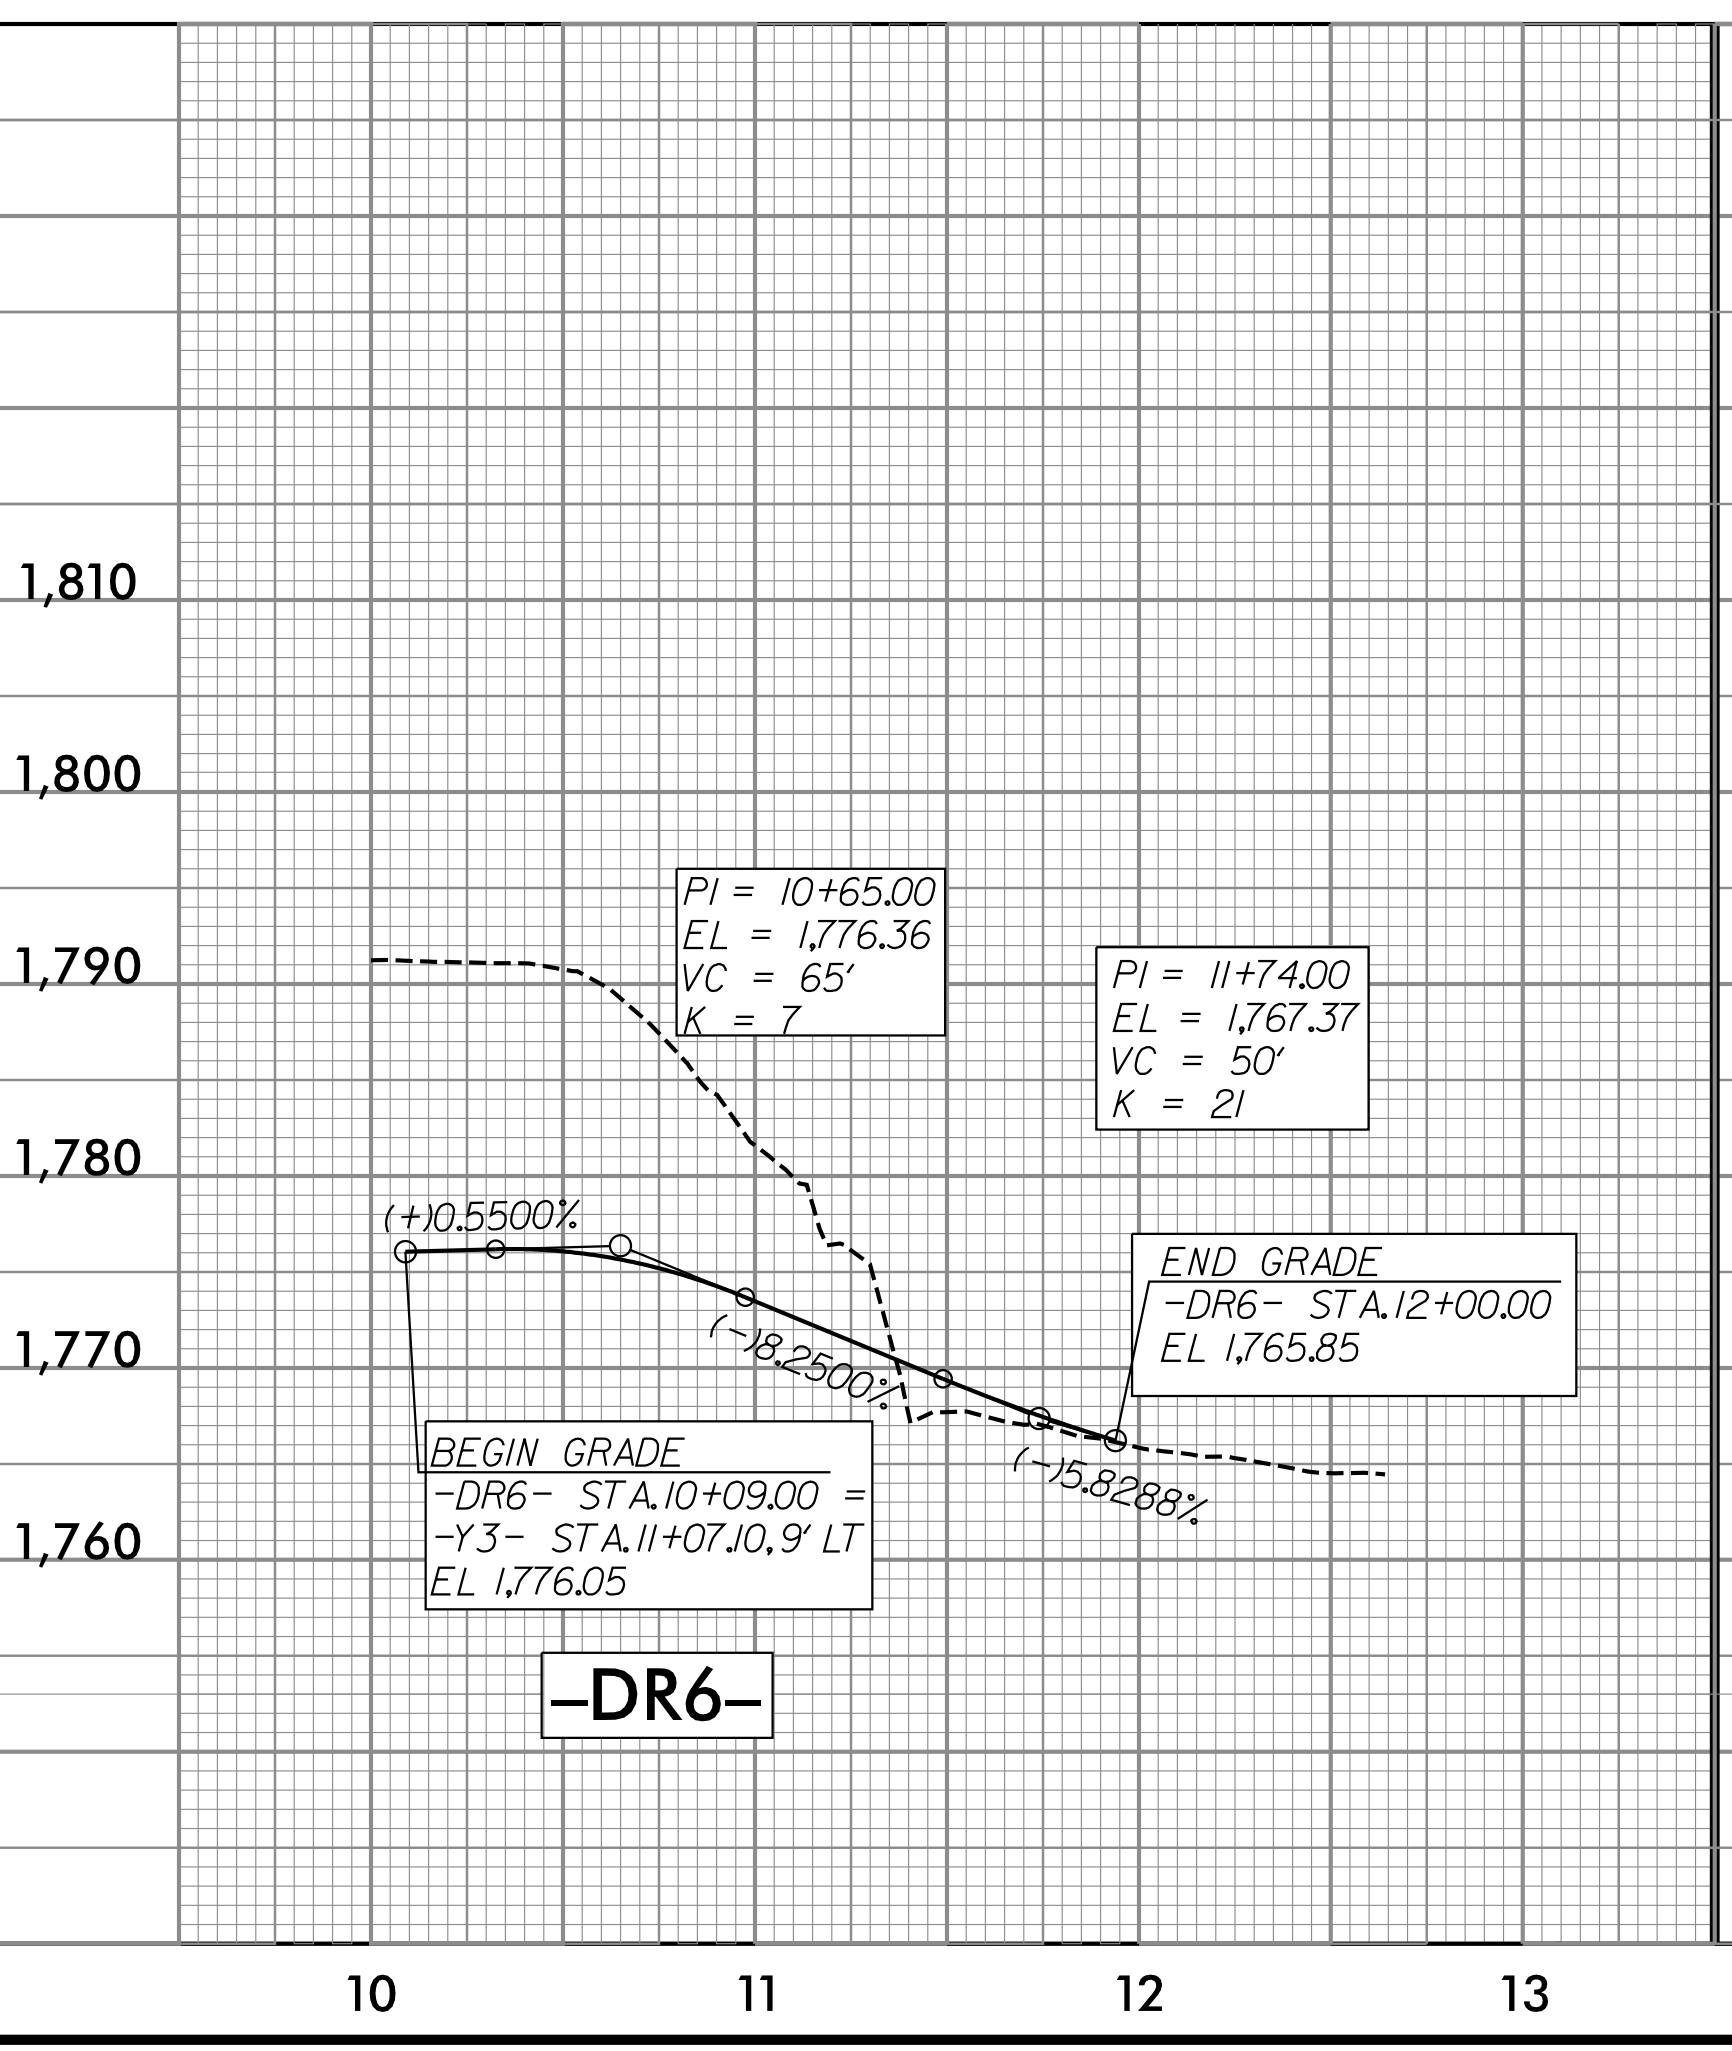 1,810
1,800
1,790
1,780
1,770
1,760
PI = 10+65.00
EL = 1,776.36
VC = 65'
K = 7
PI = 11+74.00
EL = 1,767.37
VC = 50'
K = 21
(+)0.5500%
(-)8.2500%
(-)5.8288%
END GRADE
-DR6- STA.12+00.00
EL 1,765.85
BEGIN GRADE
-DR6- STA.10+09.00 =
-Y3- STA.11+07.10,9' LT
EL 1,776.05
-DR6-
10 11 12 13